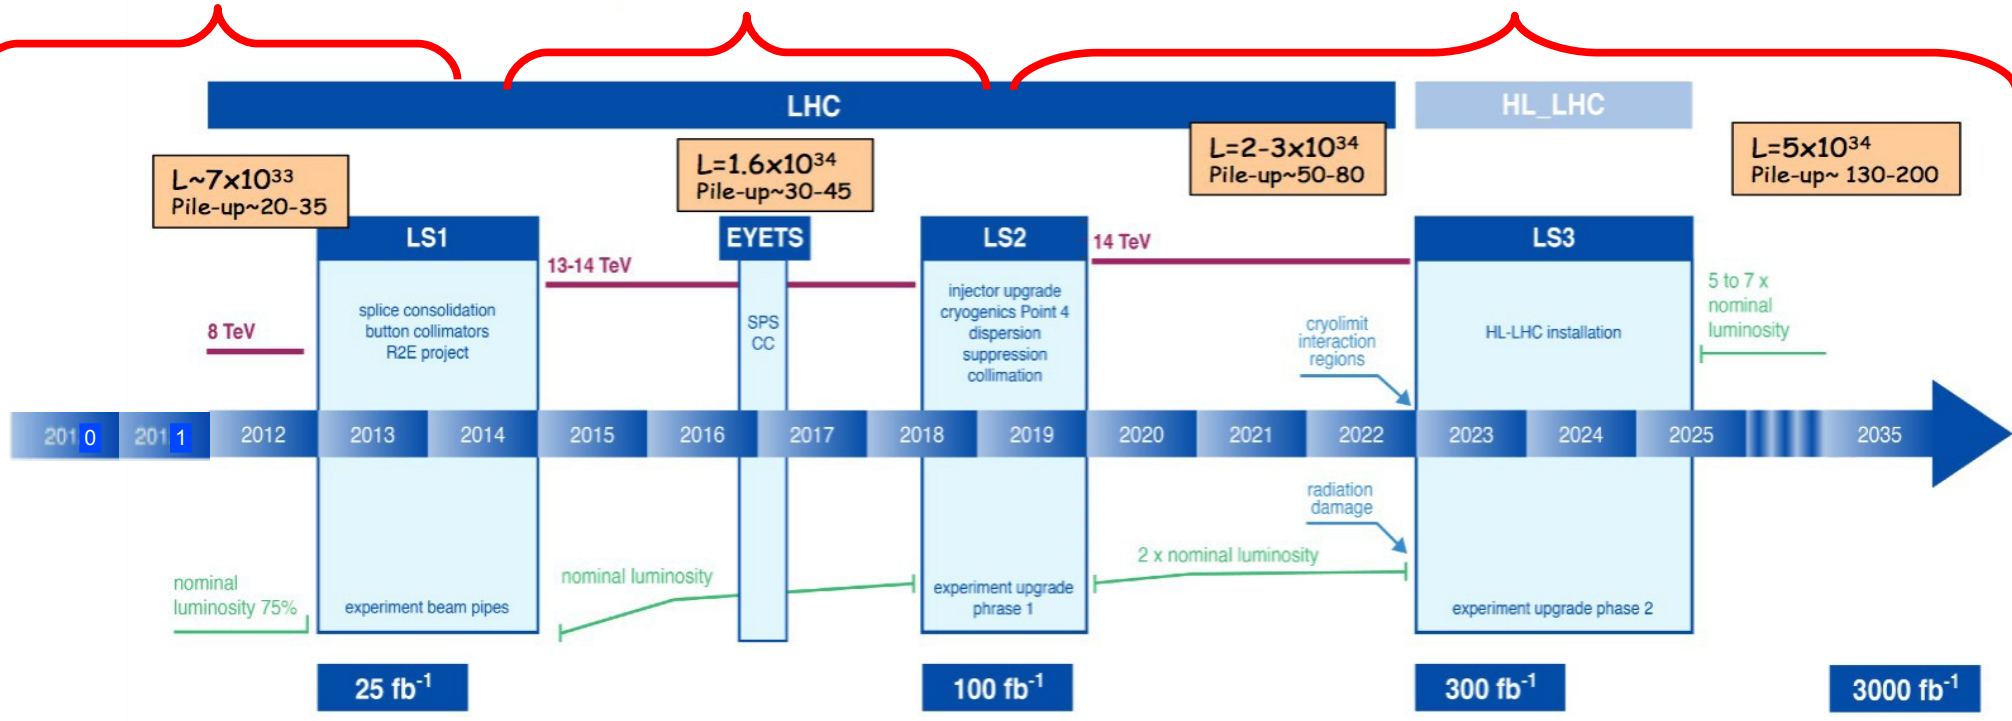 LHC
HL_LHC
L~7x10³³
Pile-up~20-35
L=1.6x10³⁴
Pile-up~30-45
L=2-3x10³⁴
Pile-up~50-80
L=5x10³⁴
Pile-up~ 130-200
LS1
EYETS
LS2
LS3
8 TeV
13-14 TeV
14 TeV
splice consolidation
button collimators
R2E project
SPS
CC
injector upgrade
cryogenics Point 4
dispersion
suppression
collimation
cryolimit
interaction
regions
HL-LHC installation
5 to 7 x
nominal
luminosity
2010 2011 2012 2013 2014 2015 2016 2017 2018 2019 2020 2021 2022 2023 2024 2025 2035
radiation
damage
nominal
luminosity 75%
experiment beam pipes
nominal luminosity
experiment upgrade
phrase 1
2 x nominal luminosity
experiment upgrade phase 2
25 fb⁻¹
100 fb⁻¹
300 fb⁻¹
3000 fb⁻¹